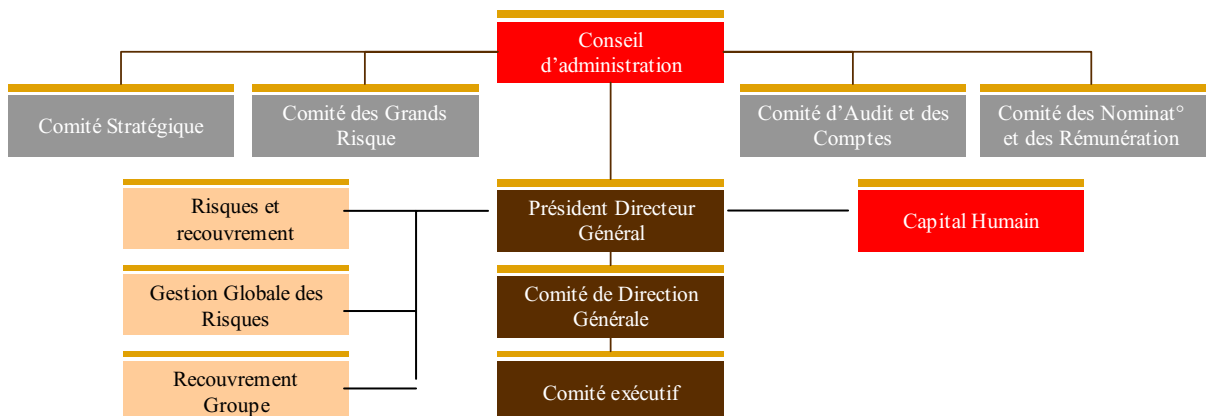 Conseil
d’administration
Comité Stratégique
Comité des Grands
Risque
Comité d’Audit et des
Comptes
Comité des Nominat°
et des Rémunération
Risques et
recouvrement
Président Directeur
Général
Capital Humain
Gestion Globale des
Risques
Comité de Direction
Générale
Recouvrement
Groupe
Comité exécutif